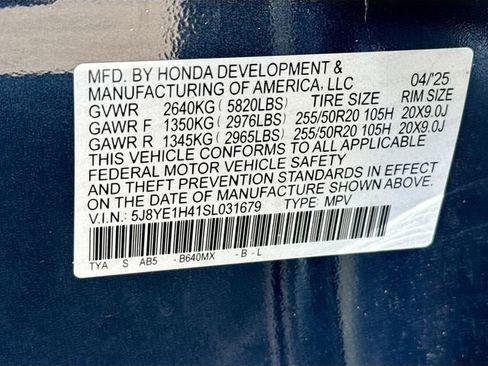 MFD. BY HONDA DEVELOPMENT &
MANUFACTURING OF AMERICA, LLC 04/'25
GVWR 2640KG (5820LBS) TIRE SIZE RIM SIZE
GAWR F 1350KG (2976LBS) 255/50R20 105H 20X9.0J
GAWR R 1345KG (2965LBS) 255/50R20 105H 20X9.0J
THIS VEHICLE CONFORMS TO ALL APPLICABLE
FEDERAL MOTOR VEHICLE SAFETY
AND THEFT PREVENTION STANDARDS IN EFFECT
ON THE DATE OF MANUFACTURE SHOWN ABOVE.
V.I.N.: 5J8YE1H41SL031679 TYPE: MPV
TYA S AB5 - B640MX - B - L